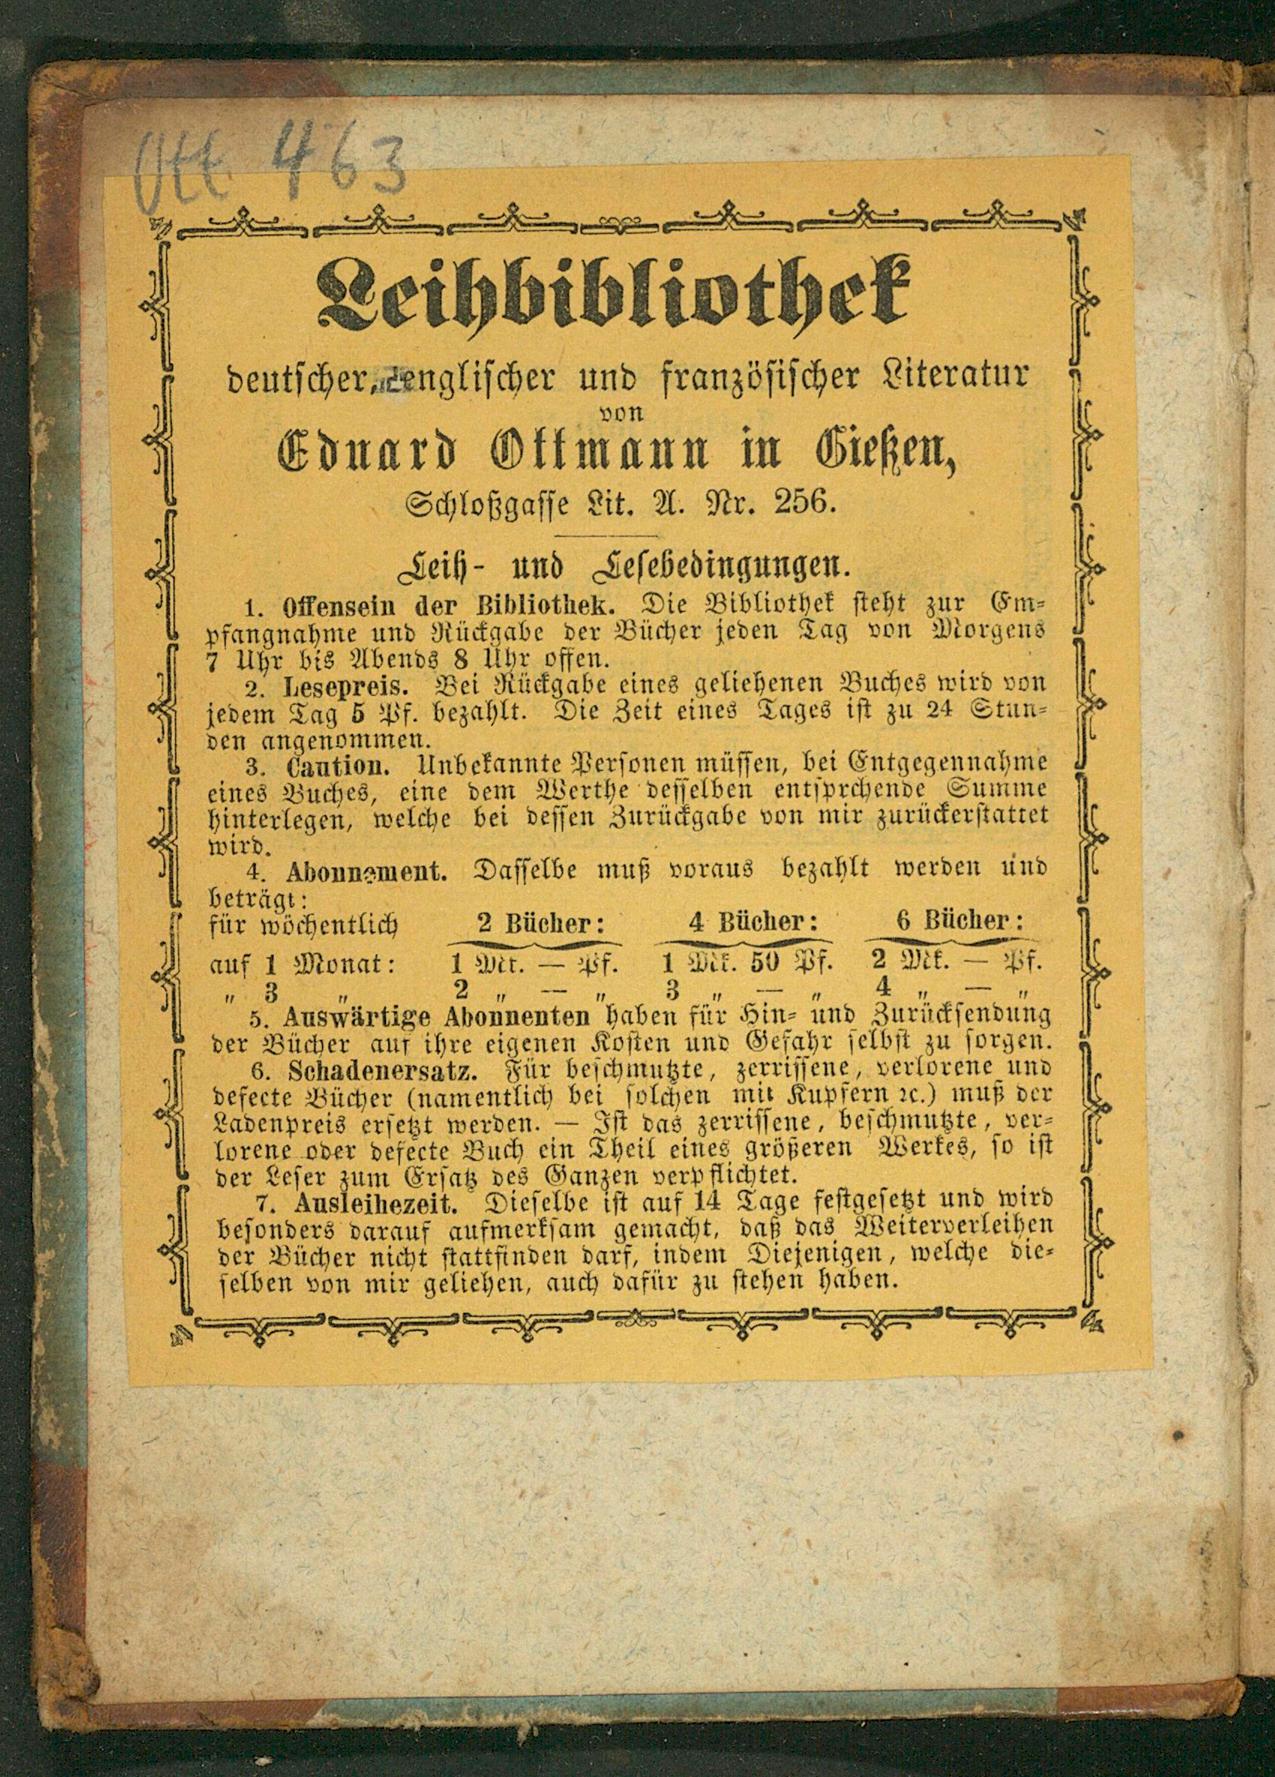 Ott 463
Leihbibliothek
deutscher, englischer und französischer Literatur
von
Eduard Ottmann in Gießen,
Schloßgasse Lit. A. Nr. 256.
Leih- und Lesebedingungen.
1. Offensein der Bibliothek. Die Bibliothek steht zur Em-
pfangnahme und Rückgabe der Bücher jeden Tag von Morgens
7 Uhr bis Abends 8 Uhr offen.
2. Lesepreis. Bei Rückgabe eines geliehenen Buches wird von
jedem Tag 5 Pf. bezahlt. Die Zeit eines Tages ist zu 24 Stun-
den angenommen.
3. Caution. Unbekannte Personen müssen, bei Entgegennahme
eines Buches, eine dem Werthe desselben entsprchende Summe
hinterlegen, welche bei dessen Zurückgabe von mir zurückerstattet
wird.
4. Abonnement. Dasselbe muß voraus bezahlt werden und
beträgt:
für wöchentlich 2 Bücher: 4 Bücher: 6 Bücher:
auf 1 Monat: 1 Mk. — Pf. 1 Mk. 50 Pf. 2 Mk. — Pf.
„ 3 „ 2 „ — „ 3 „ — „ 4 „ — „
5. Auswärtige Abonnenten haben für Hin- und Zurücksendung
der Bücher auf ihre eigenen Kosten und Gefahr selbst zu sorgen.
6. Schadenersatz. Für beschmutzte, zerrissene, verlorene und
defecte Bücher (namentlich bei solchen mit Kupfern ꝛc.) muß der
Ladenpreis ersetzt werden. — Ist das zerrissene, beschmutzte, ver-
lorene oder defecte Buch ein Theil eines größeren Werkes, so ist
der Leser zum Ersatz des Ganzen verpflichtet.
7. Ausleihezeit. Dieselbe ist auf 14 Tage festgesetzt und wird
besonders darauf aufmerksam gemacht, daß das Weiterverleihen
der Bücher nicht stattfinden darf, indem Diejenigen, welche die-
selben von mir geliehen, auch dafür zu stehen haben.